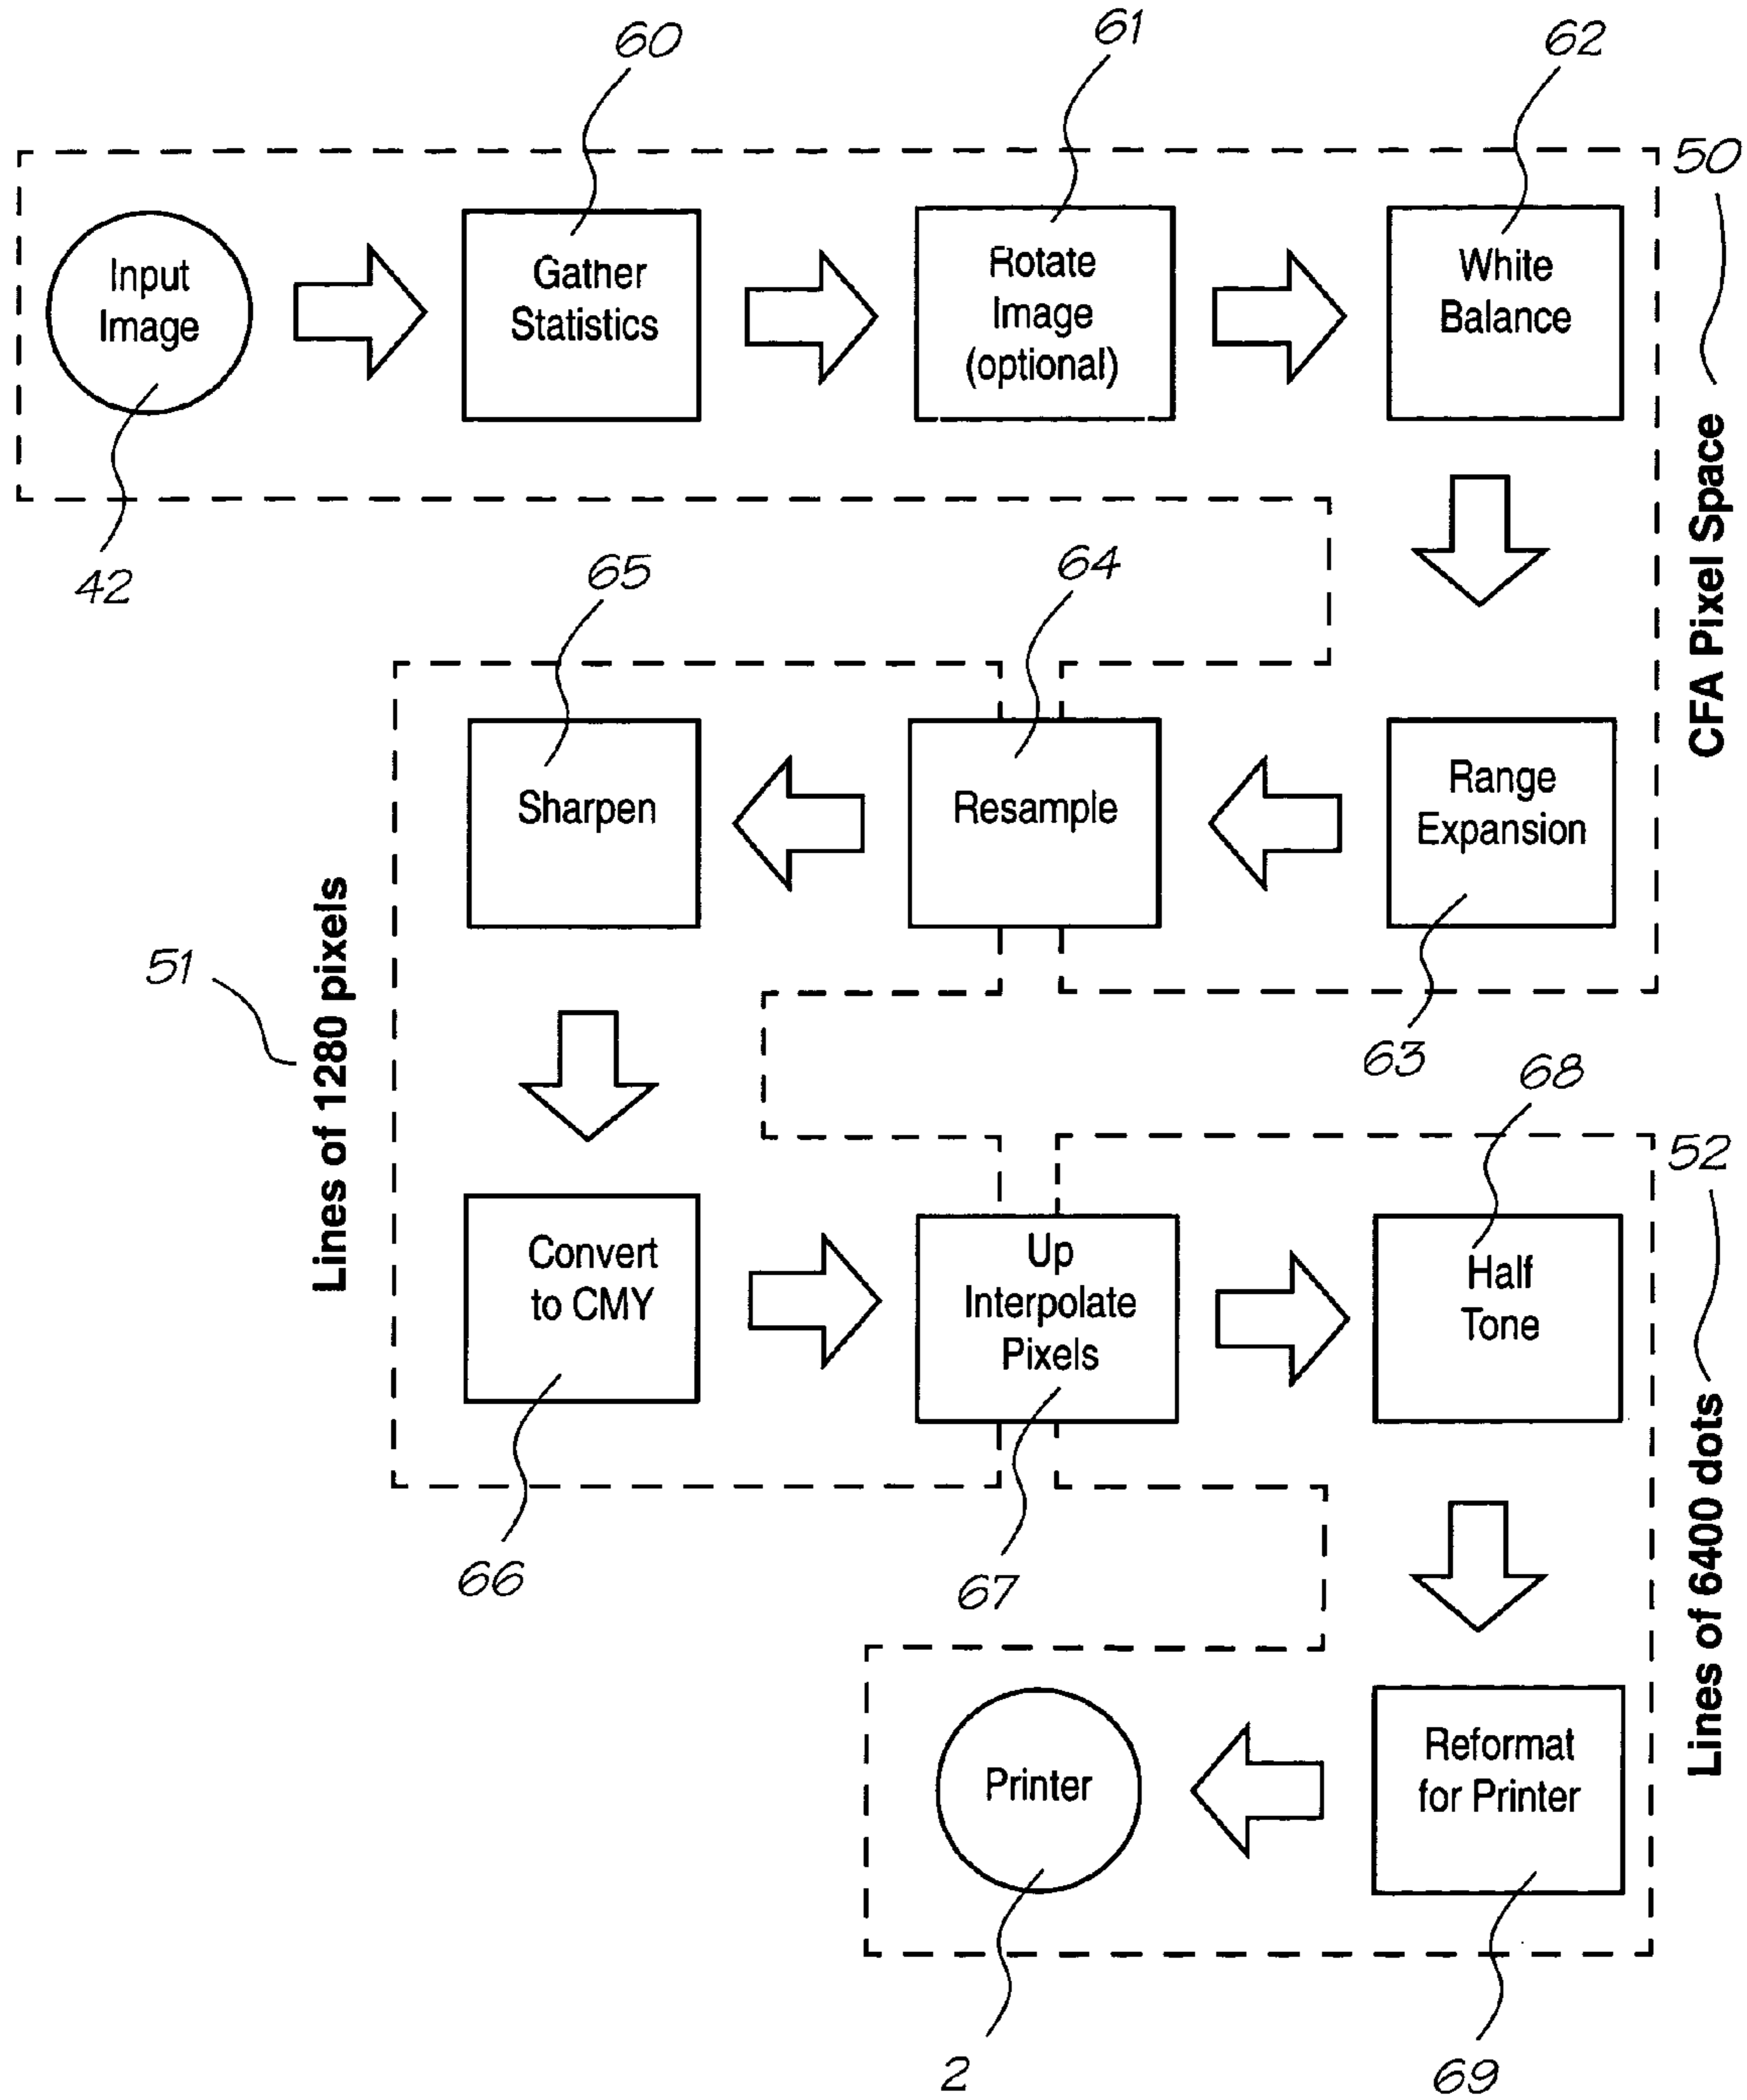 60
61
62
50
Input
Image
Gather
Statistics
Rotate
Image
(optional)
White
Balance
42
CFA Pixel Space
65
64
Sharpen
Resample
Range
Expansion
51
Lines of 1280 pixels
63
68
52
Convert
to CMY
Up
Interpolate
Pixels
Half
Tone
66
67
Lines of 6400 dots
Printer
Reformat
for Printer
2
69